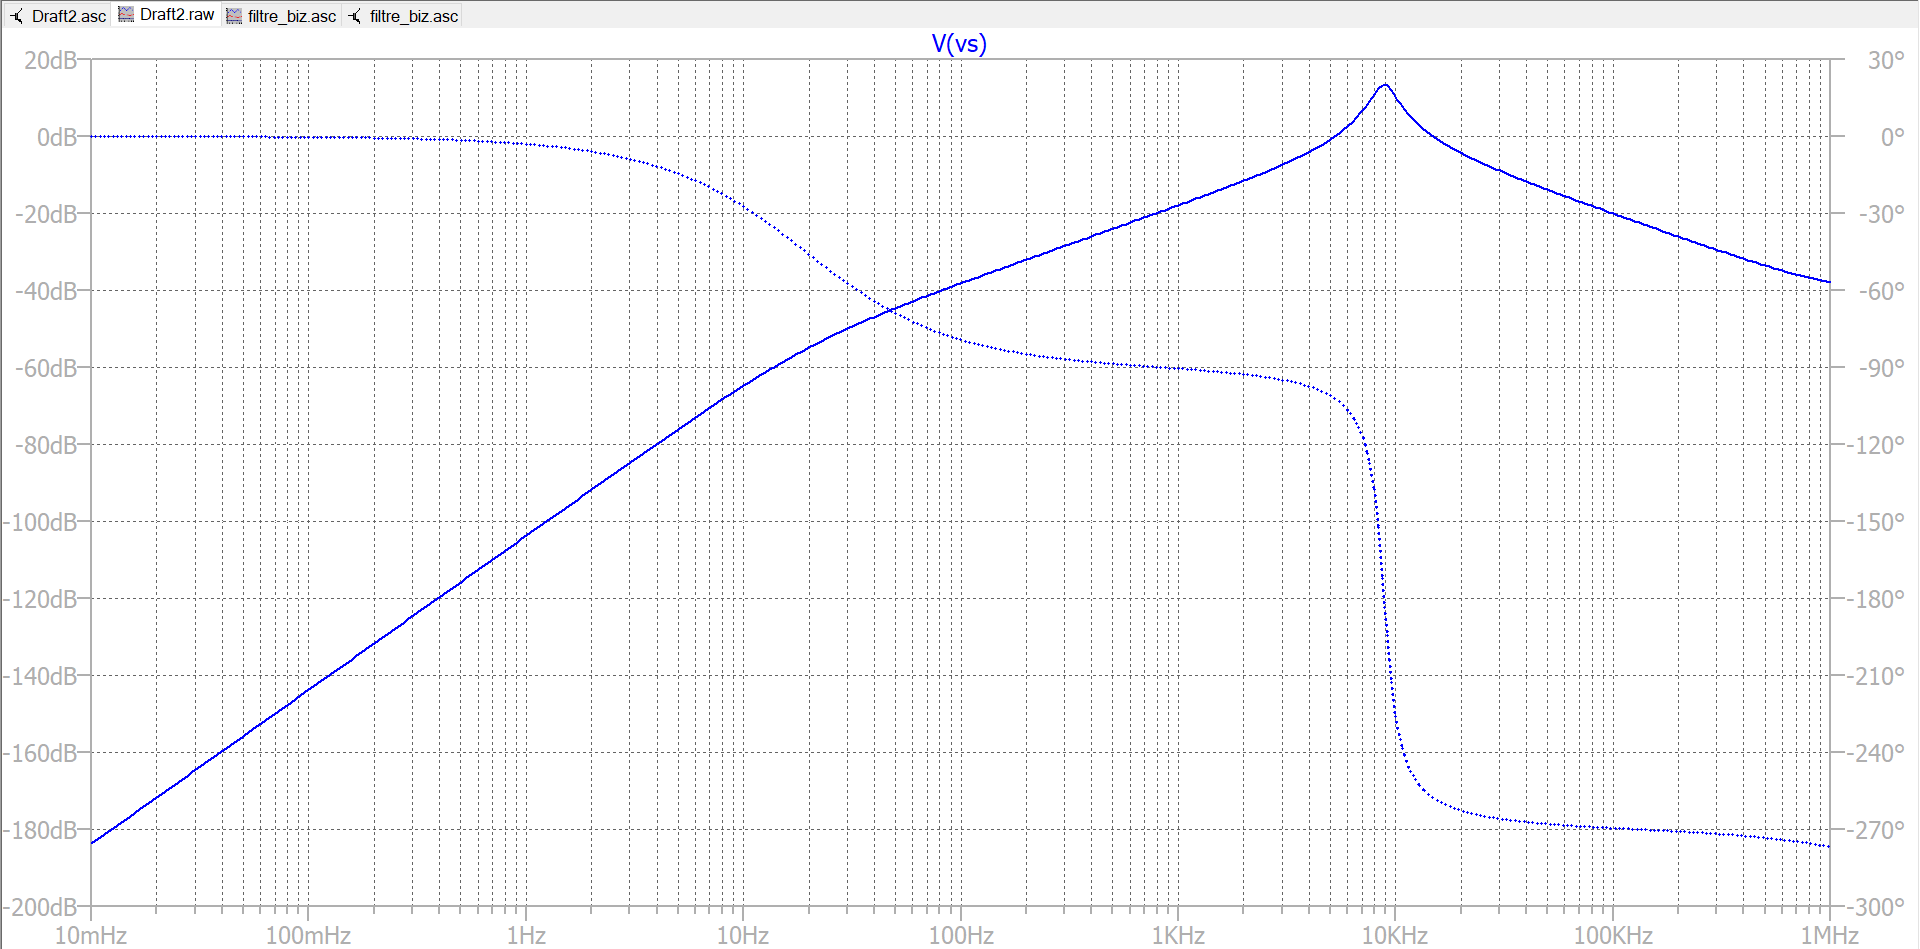 Draft2.asc Draft2.raw filtre_biz.asc filtre_biz.asc
V(vs)
20dB 30°
0dB 0°
-20dB -30°
-40dB -60°
-60dB -90°
-80dB -120°
-100dB -150°
-120dB -180°
-140dB -210°
-160dB -240°
-180dB -270°
-200dB -300°
10mHz 100mHz 1Hz 10Hz 100Hz 1KHz 10KHz 100KHz 1MHz